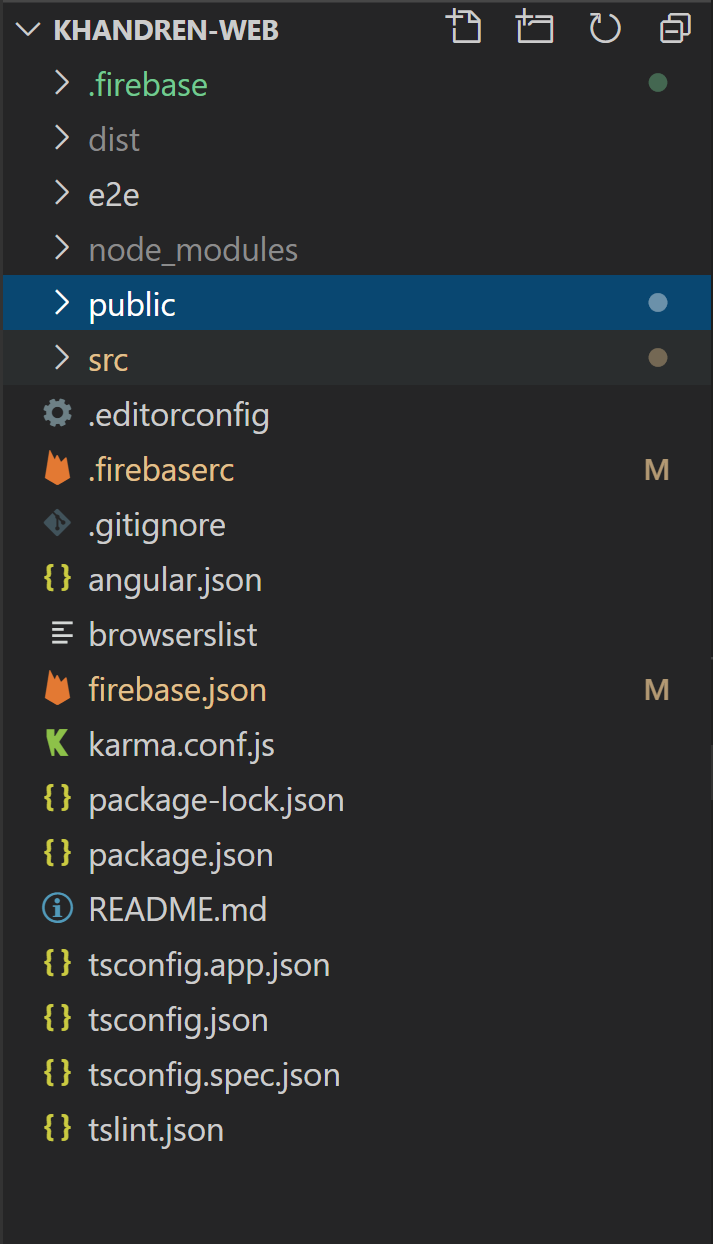 KHANDREN-WEB
.firebase
dist
e2e
node_modules
public
src
.editorconfig
.firebaserc M
.gitignore
angular.json
browserslist
firebase.json M
karma.conf.js
package-lock.json
package.json
README.md
tsconfig.app.json
tsconfig.json
tsconfig.spec.json
tslint.json